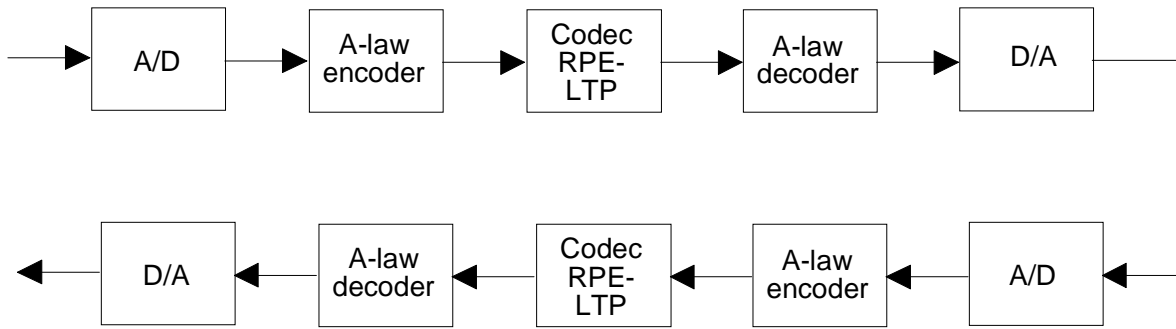 A/D
A-law
encoder
Codec
RPE-
LTP
A-law
decoder
D/A
D/A
A-law
decoder
Codec
RPE-
LTP
A-law
encoder
A/D